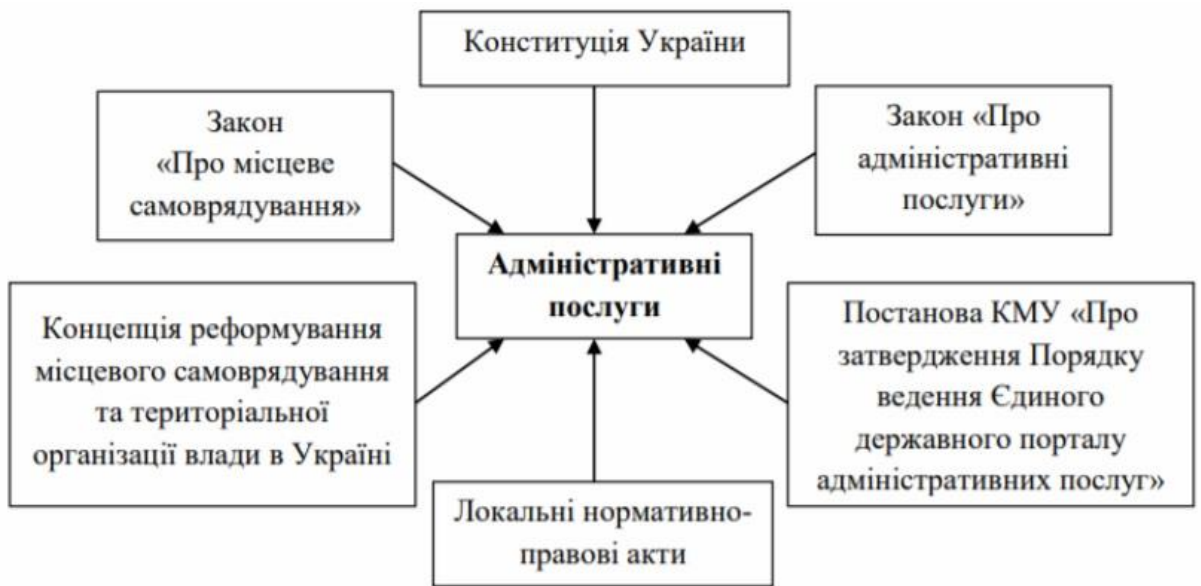 Конституція України
Закон
«Про місцеве
самоврядування»
Закон «Про
адміністративні
послуги»
Адміністративні
послуги
Концепція реформування
місцевого самоврядування
та територіальної
організації влади в Україні
Постанова КМУ «Про
затвердження Порядку
ведення Єдиного
державного порталу
адміністративних послуг»
Локальні нормативно-
правові акти